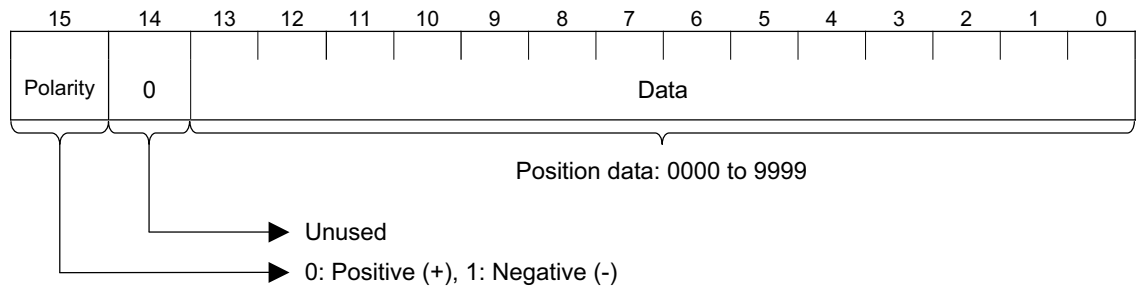 15 14 13 12 11 10 9 8 7 6 5 4 3 2 1 0
Polarity 0 Data
Position data: 0000 to 9999
Unused
0: Positive (+), 1: Negative (-)